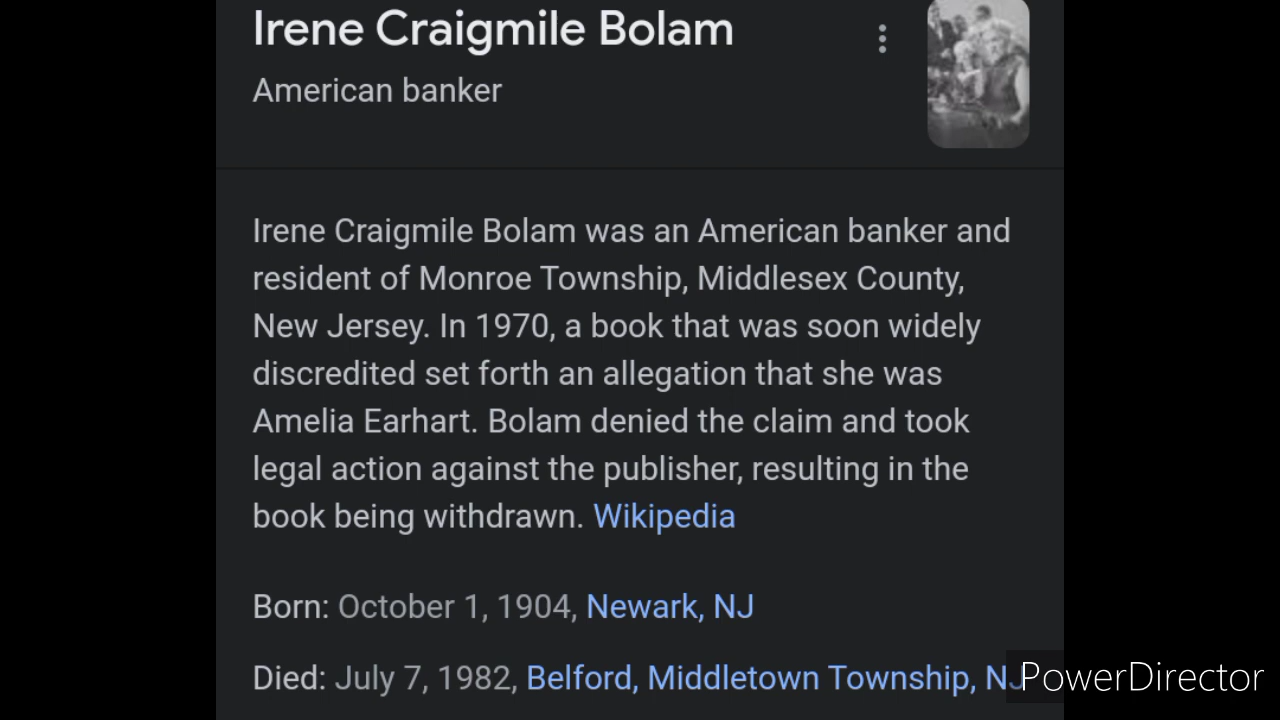 Irene Craigmile Bolam
American banker
Irene Craigmile Bolam was an American banker and
resident of Monroe Township, Middlesex County,
New Jersey. In 1970, a book that was soon widely
discredited set forth an allegation that she was
Amelia Earhart. Bolam denied the claim and took
legal action against the publisher, resulting in the
book being withdrawn. Wikipedia
Born: October 1, 1904, Newark, NJ
Died: July 7, 1982, Belford, Middletown Township, NJ
PowerDirector